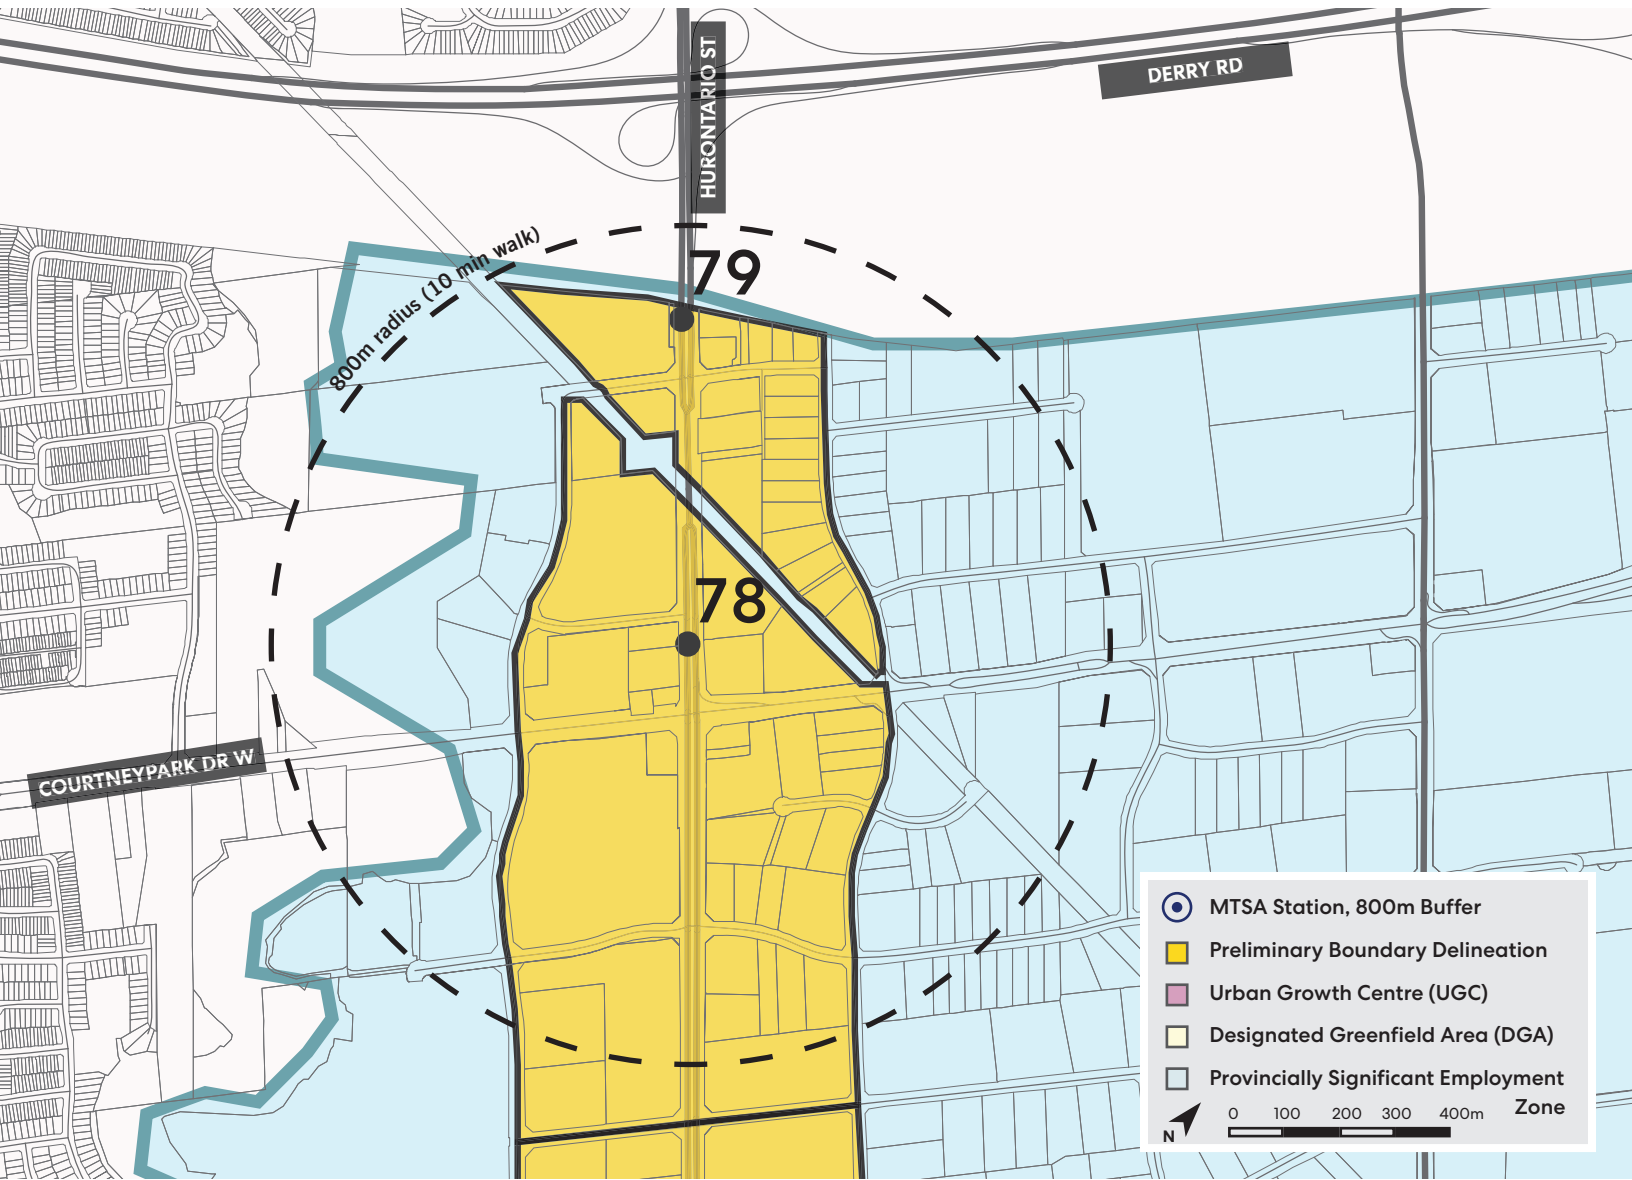 HURONTARIO ST
DERRY RD
800m radius (10 min walk)
79
78
COURTNEYPARK DR W
MTSA Station, 800m Buffer
Preliminary Boundary Delineation
Urban Growth Centre (UGC)
Designated Greenfield Area (DGA)
Provincially Significant Employment
Zone
0 100 200 300 400m
N